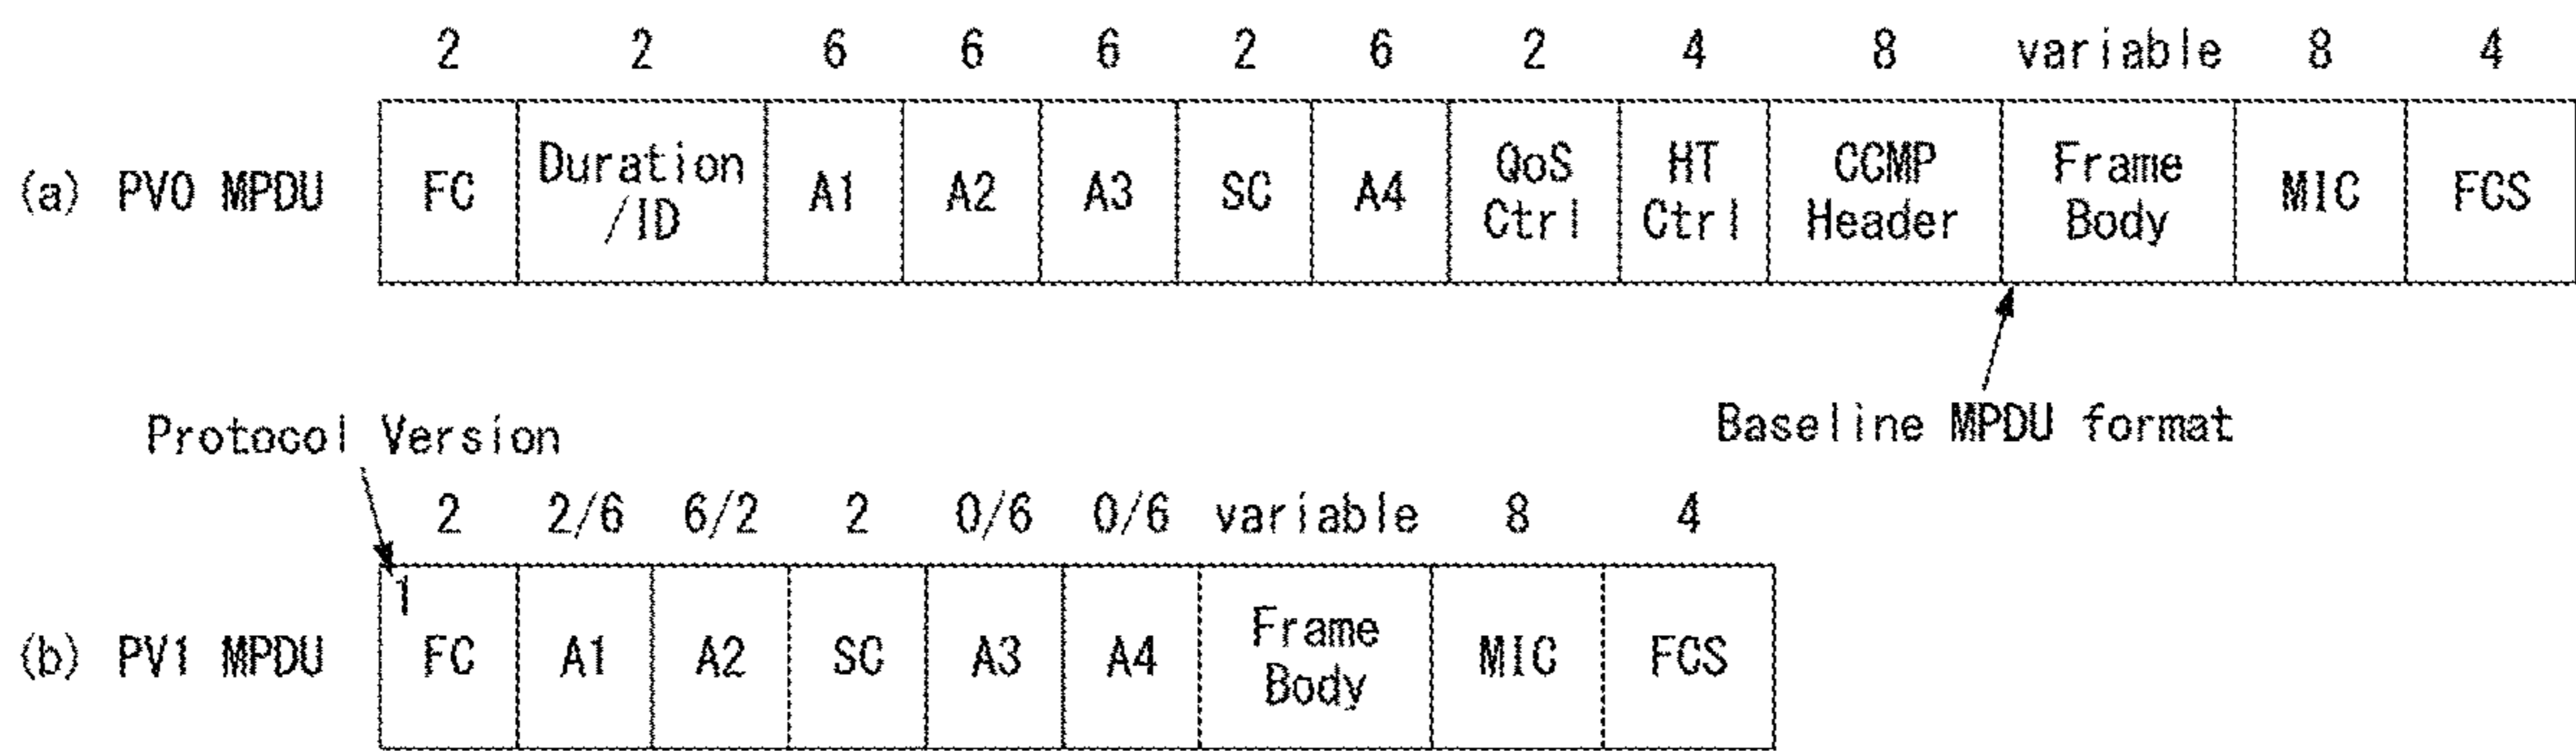 2 2 6 6 6 2 6 2 4 8 variable 8 4
(a) PV0 MPDU FC Duration /ID A1 A2 A3 SC A4 QoS Ctrl HT Ctrl CCMP Header Frame Body MIC FCS
Baseline MPDU format
Protocol Version
2 2/6 6/2 2 0/6 0/6 variable 8 4
1
(b) PV1 MPDU FC A1 A2 SC A3 A4 Frame Body MIC FCS